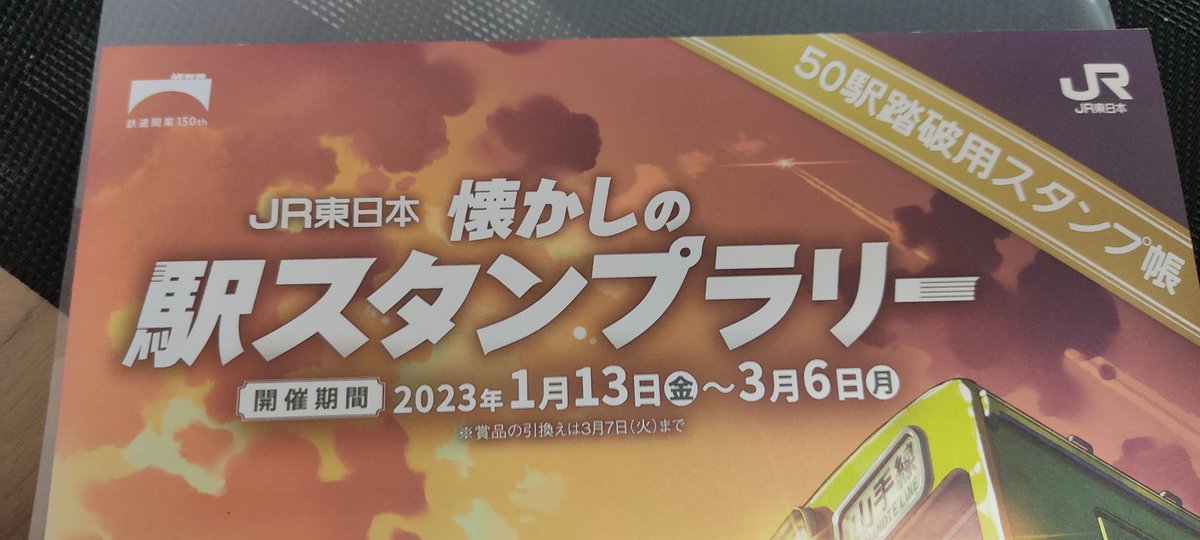 鉄道開業150th
50駅踏破用スタンプ帳
JR
JR東日本
JR東日本 懐かしの
駅スタンプラリー
開催期間 2023年1月13日金～3月6日月
※賞品の引換えは3月7日(火)まで
山手線